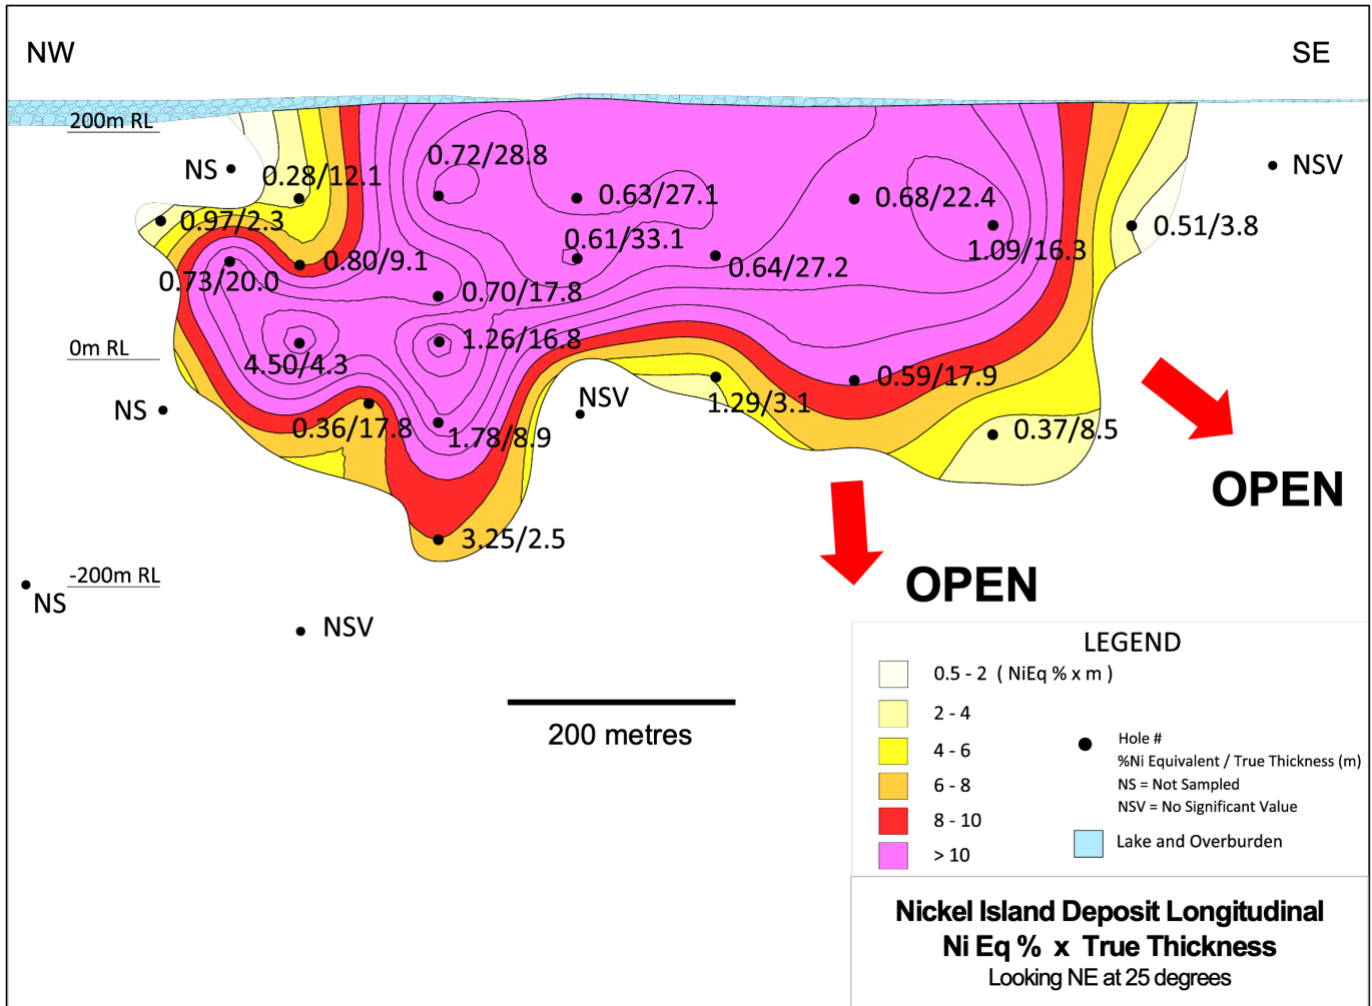 NW
SE
200m RL
NS
0.28/12.1
0.72/28.8
0.63/27.1
0.68/22.4
NSV
0.97/2.3
0.80/9.1
0.61/33.1
0.64/27.2
1.09/16.3
0.51/3.8
0.73/20.0
0.70/17.8
1.26/16.8
0m RL
4.50/4.3
NS
0.36/17.8
1.78/8.9
NSV
1.29/3.1
0.59/17.9
0.37/8.5
OPEN
3.25/2.5
-200m RL
OPEN
NS
NSV
200 metres
LEGEND
0.5 - 2 ( NiEq % x m )
2 - 4
4 - 6
6 - 8
8 - 10
> 10
Hole #
%Ni Equivalent / True Thickness (m)
NS = Not Sampled
NSV = No Significant Value
Lake and Overburden
Nickel Island Deposit Longitudinal
Ni Eq % x True Thickness
Looking NE at 25 degrees